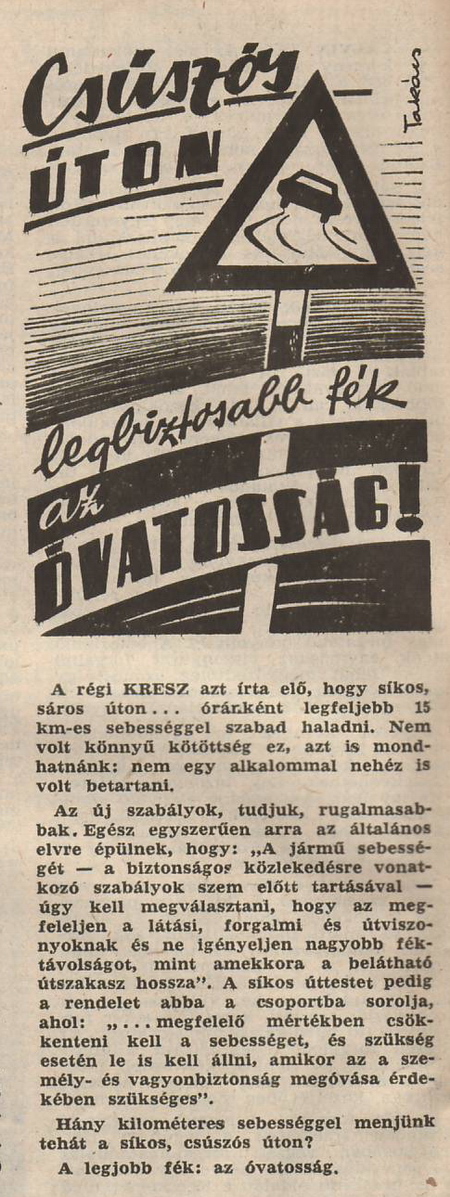 Csúszós
ÚTON
Takács
legbiztosabb fék
az
ÓVATOSSÁG!
A régi KRESZ azt írta elő, hogy síkos,
sáros úton... óránként legfeljebb 15
km-es sebességgel szabad haladni. Nem
volt könnyű kötöttség ez, azt is mond-
hatnánk: nem egy alkalommal nehéz is
volt betartani.
Az új szabályok, tudjuk, rugalmasab-
bak. Egész egyszerűen arra az általános
elvre épülnek, hogy: „A jármű sebessé-
gét — a biztonságos közlekedésre vonat-
kozó szabályok szem előtt tartásával —
úgy kell megválasztani, hogy az meg-
feleljen a látási, forgalmi és útviszo-
nyoknak és ne igényeljen nagyobb fék-
távolságot, mint amekkora a belátható
útszakasz hossza”. A síkos úttestet pedig
a rendelet abba a csoportba sorolja,
ahol: „...megfelelő mértékben csök-
kenteni kell a sebességet, és szükség
esetén le is kell állni, amikor az a sze-
mély- és vagyonbiztonság megóvása érde-
kében szükséges”.
Hány kilométeres sebességgel menjünk
tehát a síkos, csúszós úton?
A legjobb fék: az óvatosság.